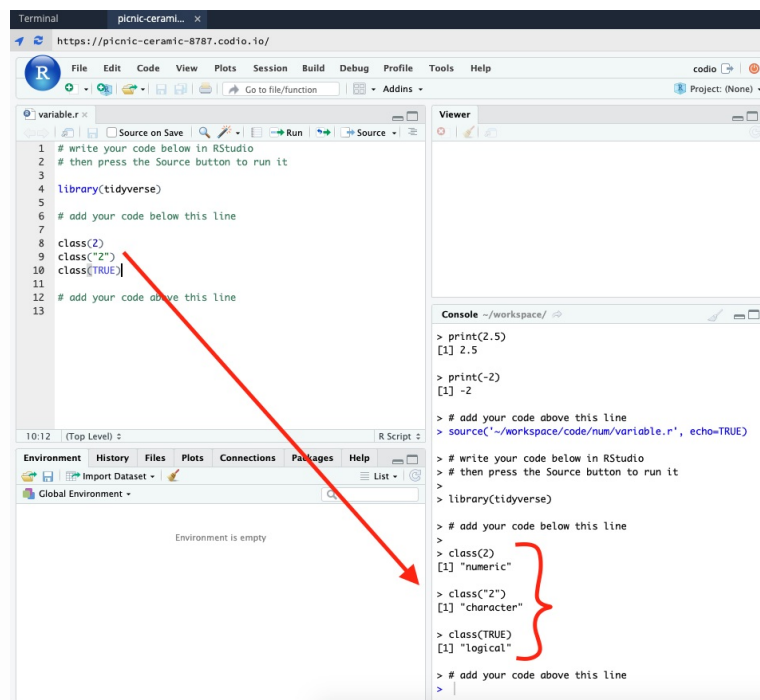 Terminal picnic-cerami... ×
https://picnic-ceramic-8787.codio.io/
R File Edit Code View Plots Session Build Debug Profile Tools Help codio
Go to file/function Addins Project: (None)
variable.r ×
Source on Save Run Source
1 # write your code below in RStudio
2 # then press the Source button to run it
3
4 library(tidyverse)
5
6 # add your code below this line
7
8 class(2)
9 class("2")
10 class(TRUE)
11
12 # add your code above this line
13
10:12 (Top Level) R Script
Environment History Files Plots Connections Packages Help
Import Dataset List
Global Environment
Environment is empty
Viewer
Console ~/workspace/
> print(2.5)
[1] 2.5
> print(-2)
[1] -2
> # add your code above this line
> source('~/workspace/code/num/variable.r', echo=TRUE)
> # write your code below in RStudio
> # then press the Source button to run it
>
> library(tidyverse)
> # add your code below this line
>
> class(2)
[1] "numeric"
> class("2")
[1] "character"
> class(TRUE)
[1] "logical"
> # add your code above this line
>